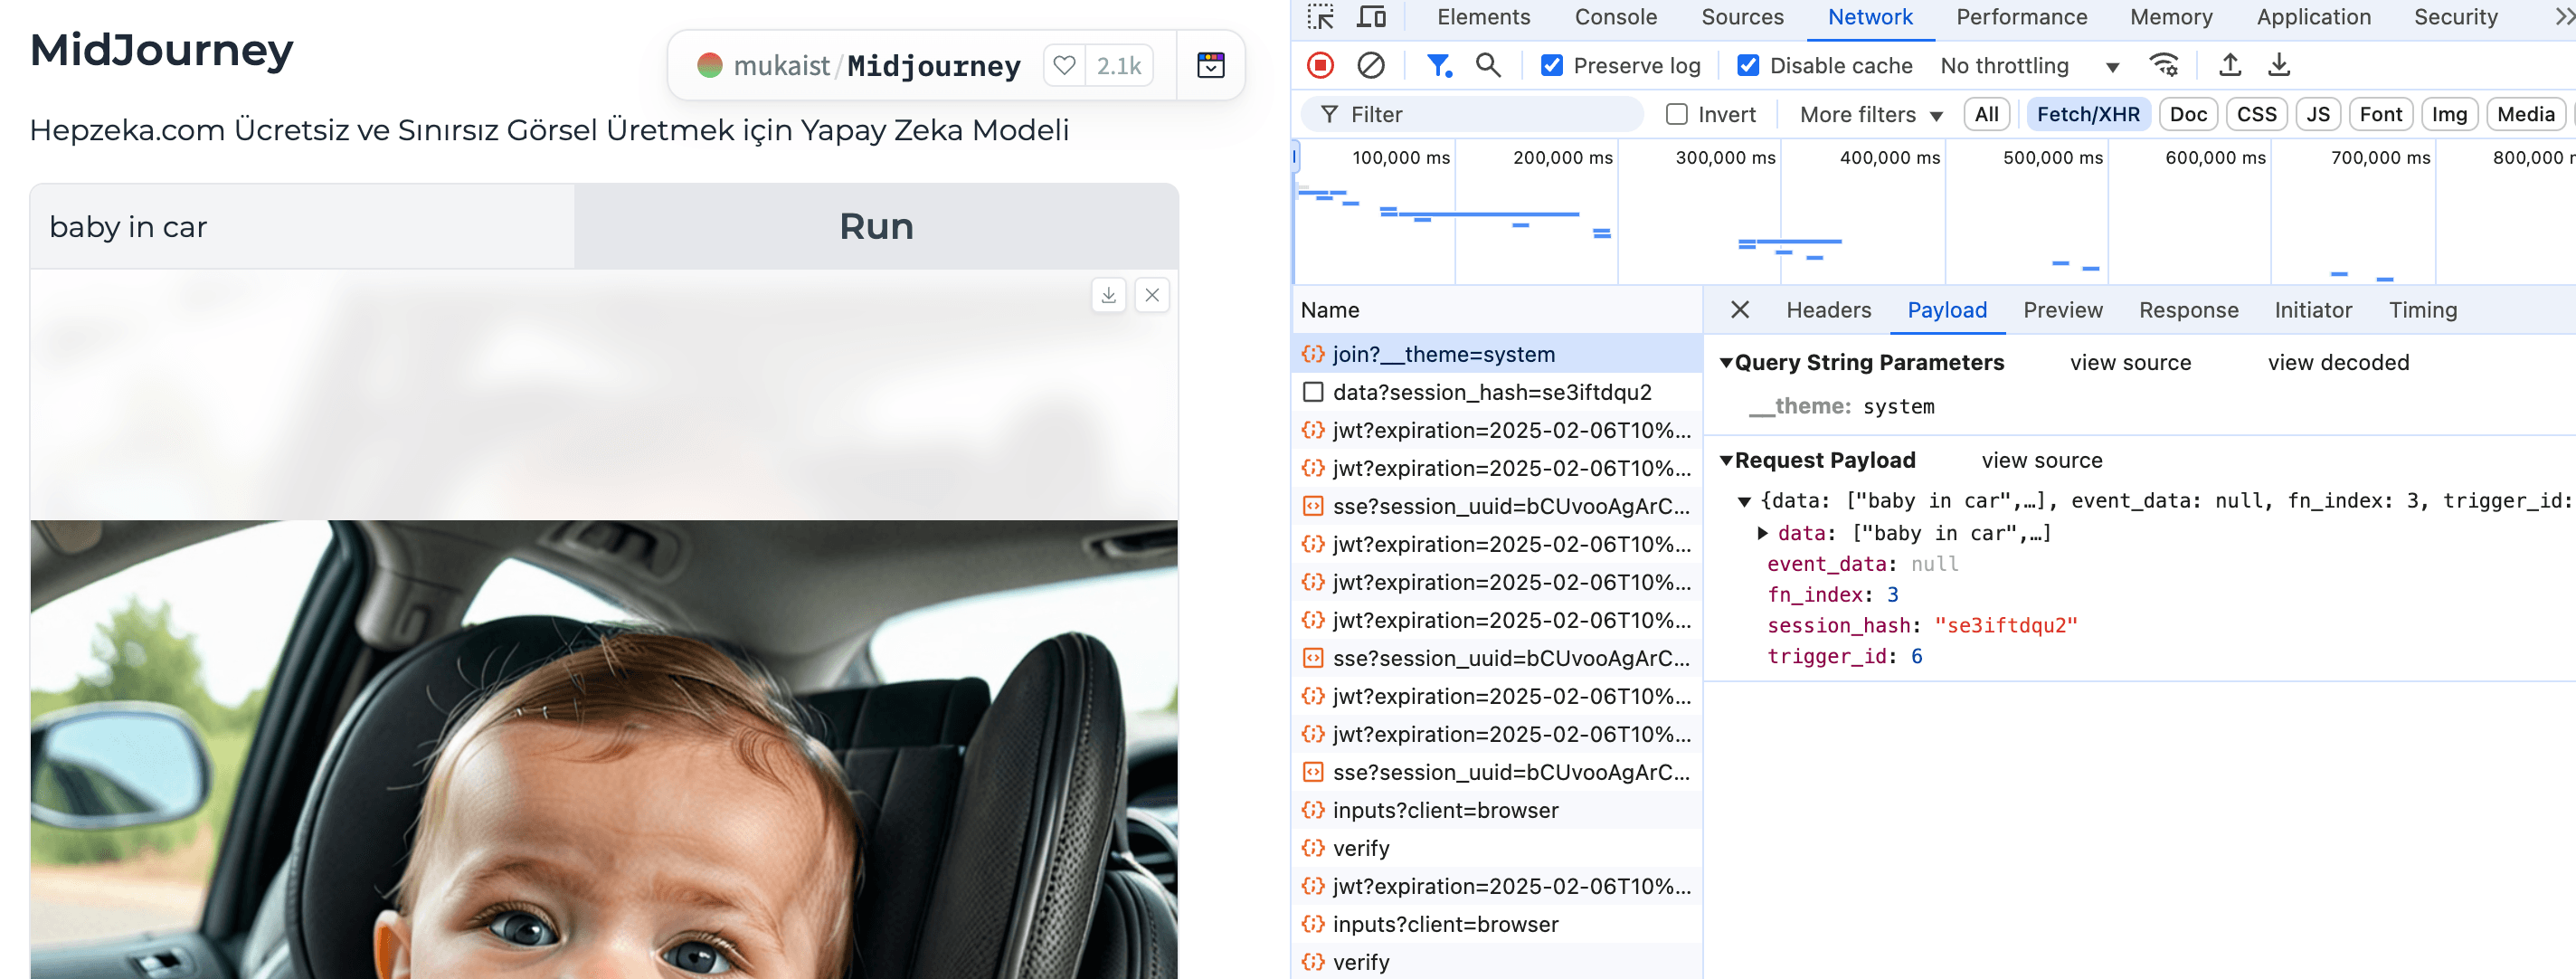 MidJourney
mukaist/Midjourney
2.1k
Hepzeka.com Ücretsiz ve Sınırsız Görsel Üretmek için Yapay Zeka Modeli
baby in car
Run
Elements Console Sources Network Performance Memory Application Security
Preserve log Disable cache No throttling
Filter Invert More filters All Fetch/XHR Doc CSS JS Font Img Media
100,000 ms 200,000 ms 300,000 ms 400,000 ms 500,000 ms 600,000 ms 700,000 ms 800,000 m
Name
join?__theme=system
data?session_hash=se3iftdqu2
jwt?expiration=2025-02-06T10%...
jwt?expiration=2025-02-06T10%...
sse?session_uuid=bCUvooAgArC...
jwt?expiration=2025-02-06T10%...
jwt?expiration=2025-02-06T10%...
jwt?expiration=2025-02-06T10%...
sse?session_uuid=bCUvooAgArC...
jwt?expiration=2025-02-06T10%...
jwt?expiration=2025-02-06T10%...
sse?session_uuid=bCUvooAgArC...
inputs?client=browser
verify
jwt?expiration=2025-02-06T10%...
inputs?client=browser
verify
Headers Payload Preview Response Initiator Timing
Query String Parameters view source view decoded
__theme: system
Request Payload view source
{data: ["baby in car",…], event_data: null, fn_index: 3, trigger_id:
data: ["baby in car",…]
event_data: null
fn_index: 3
session_hash: "se3iftdqu2"
trigger_id: 6